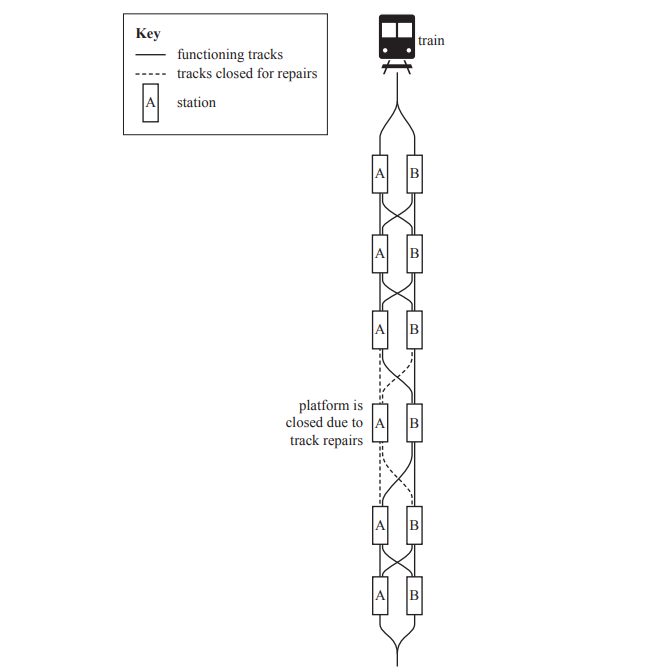 Key
functioning tracks
tracks closed for repairs
A station
train
A B
A B
A B
platform is
closed due to
track repairs
A B
A B
A B